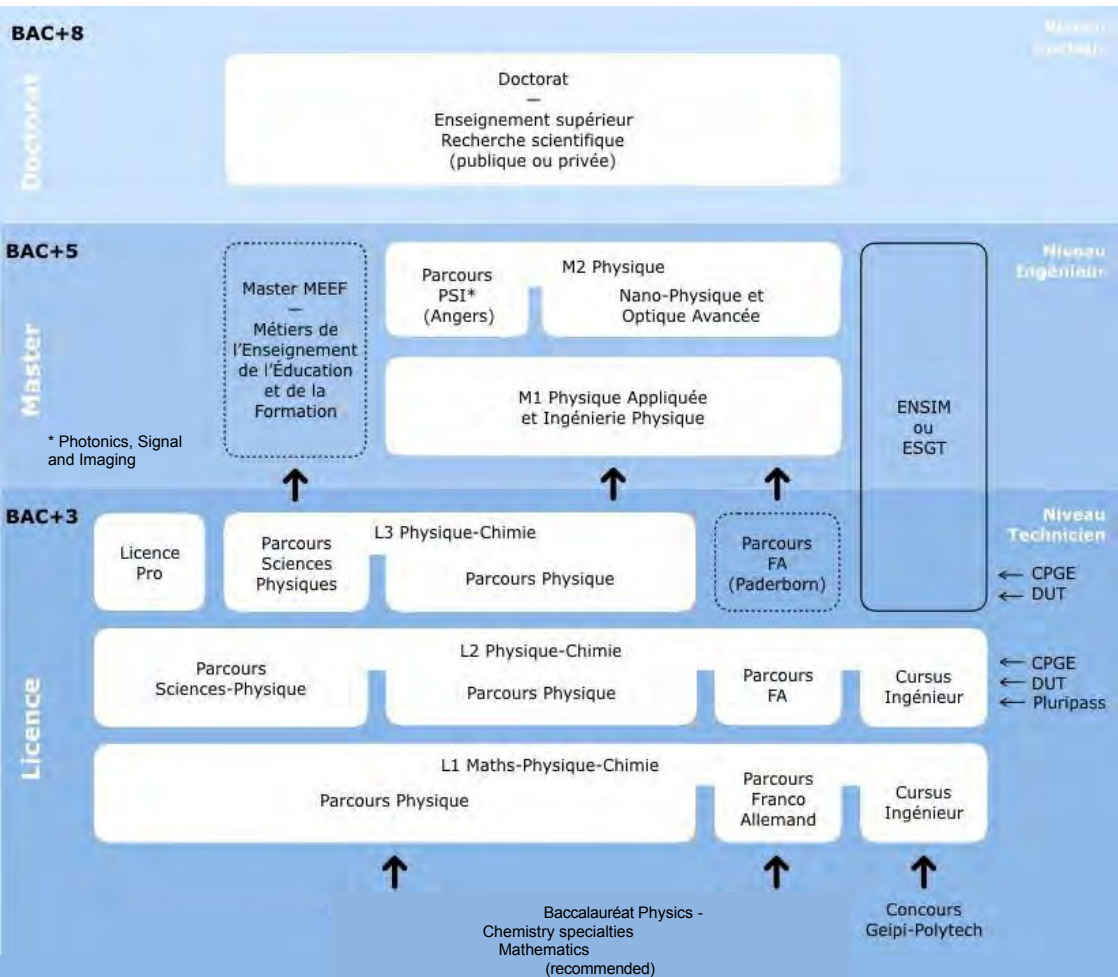 BAC+8
Doctorat
Doctorat
—
Enseignement supérieur
Recherche scientifique
(publique ou privée)
BAC+5
Niveau
Ingénieur
Master
Master MEEF
—
Métiers de
l'Enseignement
de l'Éducation
et de la
Formation
Parcours
PSI*
(Angers)
M2 Physique
Nano-Physique et
Optique Avancée
M1 Physique Appliquée
et Ingénierie Physique
ENSIM
ou
ESGT
* Photonics, Signal
and Imaging
BAC+3
Niveau
Technicien
Licence
Licence
Pro
L3 Physique-Chimie
Parcours
Sciences
Physiques
Parcours Physique
Parcours
FA
(Paderborn)
← CPGE
← DUT
L2 Physique-Chimie
Parcours
Sciences-Physique
Parcours Physique
Parcours
FA
Cursus
Ingénieur
← CPGE
← DUT
← Pluripass
L1 Maths-Physique-Chimie
Parcours Physique
Parcours
Franco
Allemand
Cursus
Ingénieur
Baccalauréat Physics -
Chemistry specialties
Mathematics
(recommended)
Concours
Geipi-Polytech